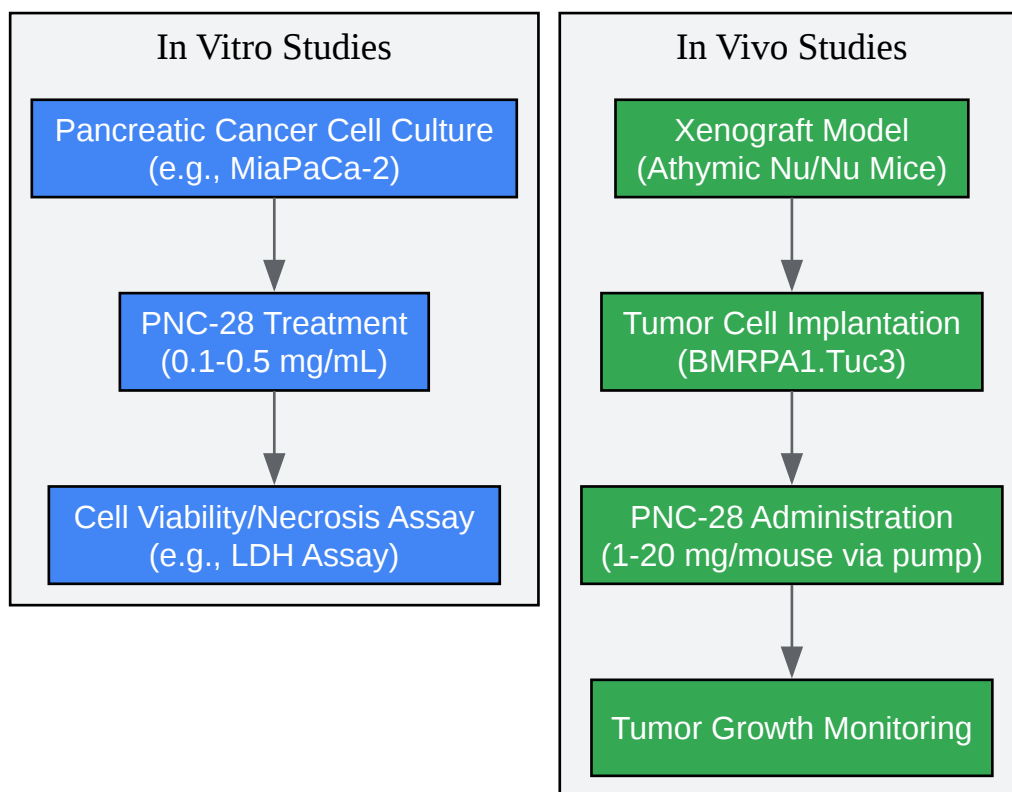 In Vitro Studies
Pancreatic Cancer Cell Culture
(e.g., MiaPaCa-2)
PNC-28 Treatment
(0.1-0.5 mg/mL)
Cell Viability/Necrosis Assay
(e.g., LDH Assay)
In Vivo Studies
Xenograft Model
(Athymic Nu/Nu Mice)
Tumor Cell Implantation
(BMRPA1.Tuc3)
PNC-28 Administration
(1-20 mg/mouse via pump)
Tumor Growth Monitoring